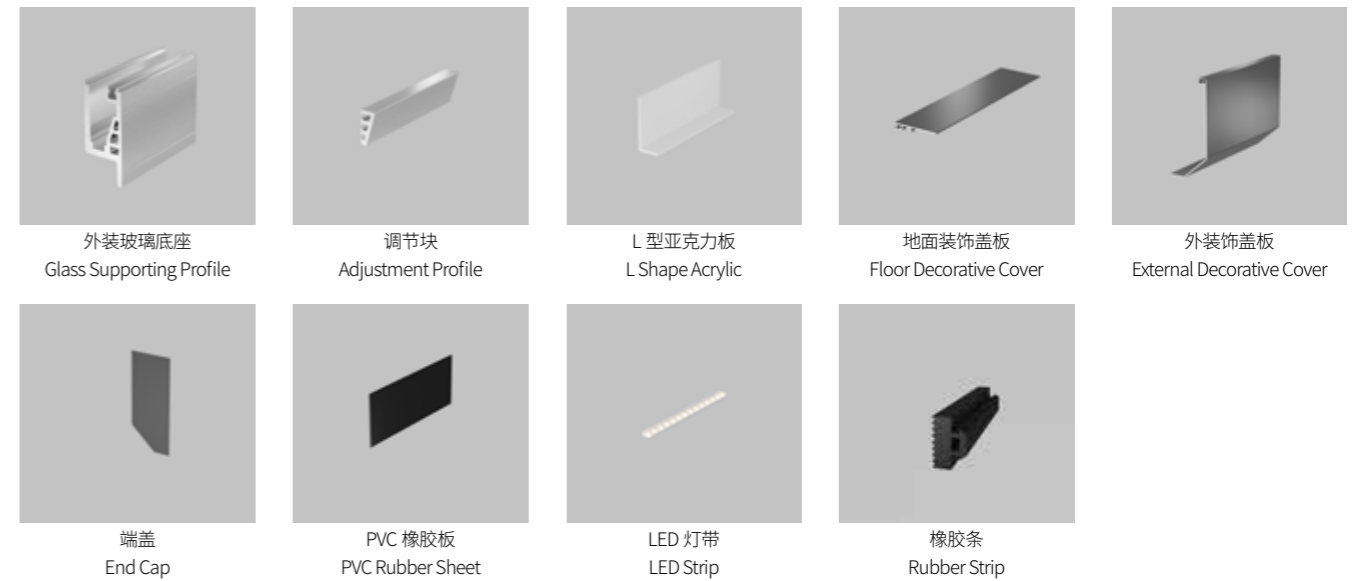 外装玻璃底座
Glass Supporting Profile
调节块
Adjustment Profile
L 型亚克力板
L Shape Acrylic
地面装饰盖板
Floor Decorative Cover
外装饰盖板
External Decorative Cover
端盖
End Cap
PVC 橡胶板
PVC Rubber Sheet
LED 灯带
LED Strip
橡胶条
Rubber Strip